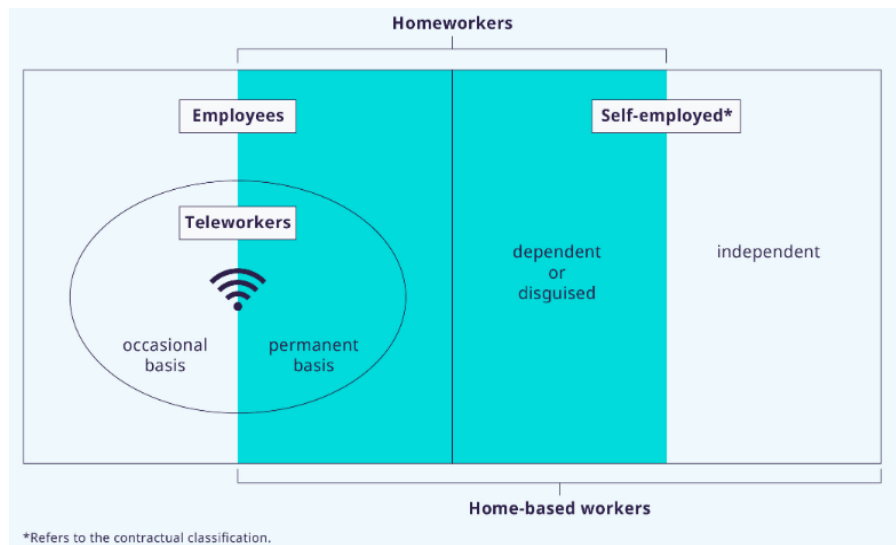 Homeworkers
Employees
Self-employed*
Teleworkers
dependent
or
disguised
independent
occasional
basis
permanent
basis
Home-based workers
*Refers to the contractual classification.